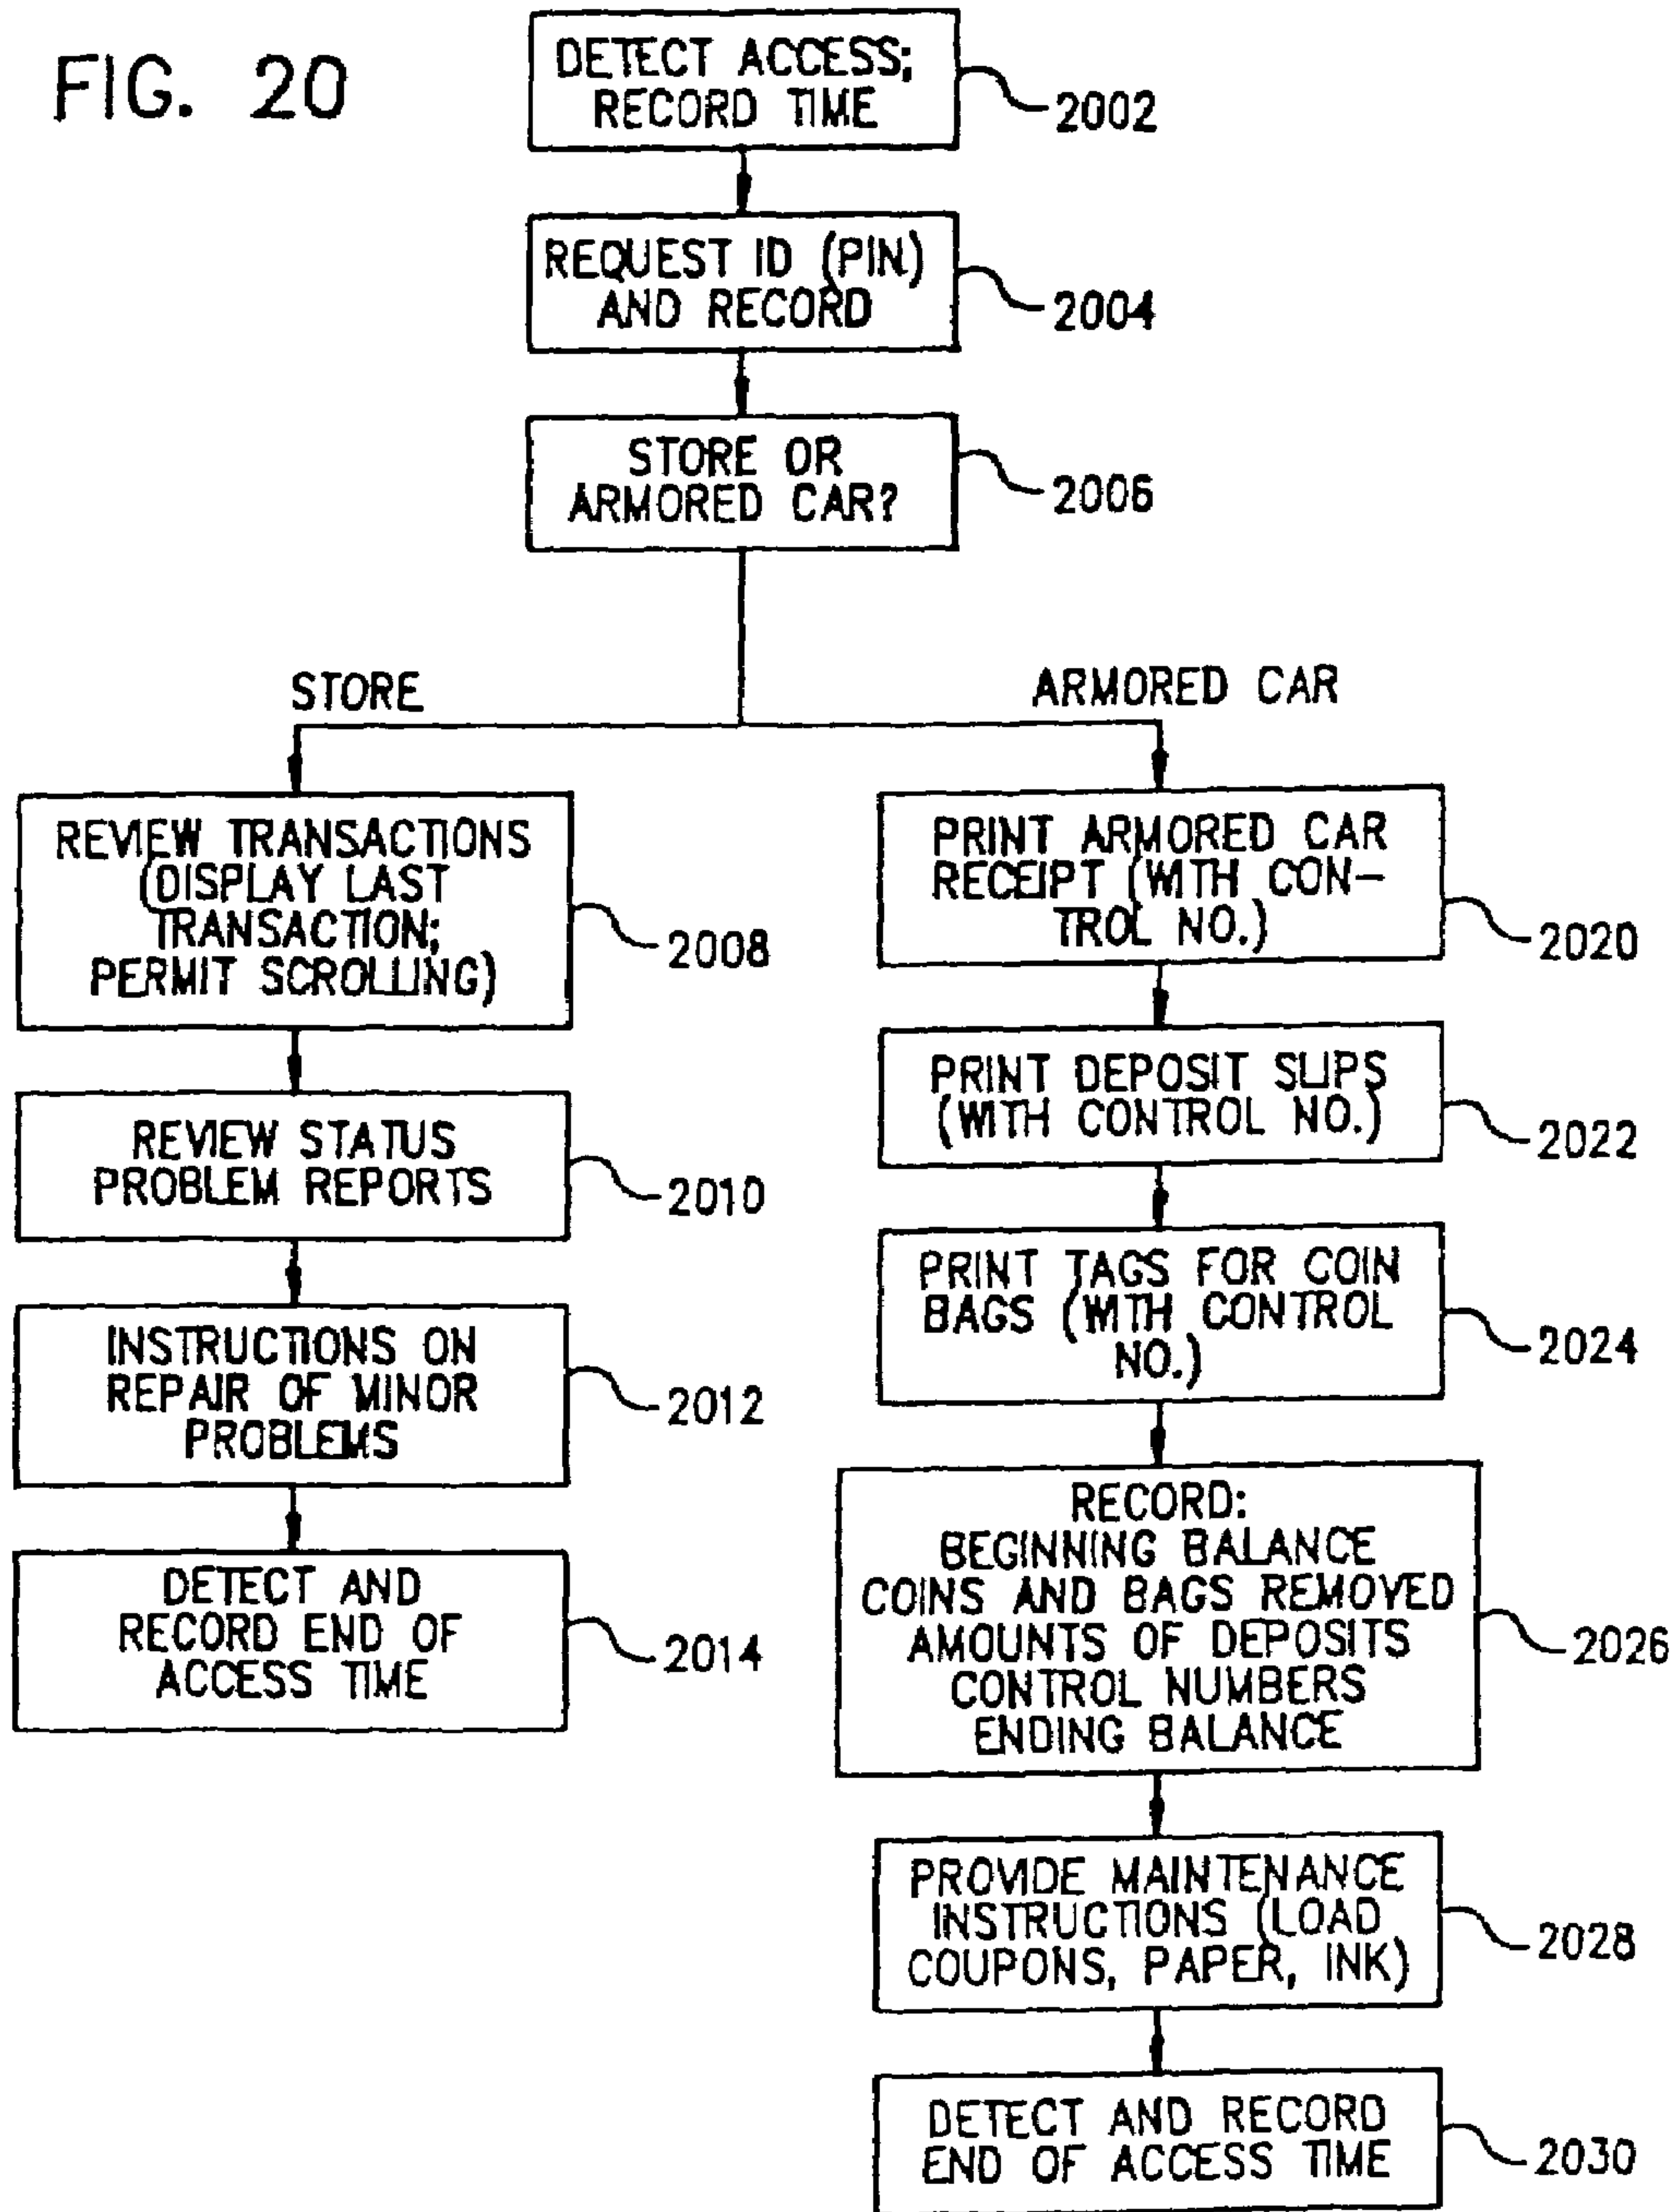 FIG. 20
DETECT ACCESS;
RECORD TIME
2002
REQUEST ID (PIN)
AND RECORD
2004
STORE OR
ARMORED CAR?
2006
STORE
ARMORED CAR
REVIEW TRANSACTIONS
(DISPLAY LAST
TRANSACTION;
PERMIT SCROLLING)
2008
REVIEW STATUS
PROBLEM REPORTS
2010
INSTRUCTIONS ON
REPAIR OF MINOR
PROBLEMS
2012
DETECT AND
RECORD END OF
ACCESS TIME
2014
PRINT ARMORED CAR
RECEIPT (WITH CON-
TROL NO.)
2020
PRINT DEPOSIT SLIPS
(WITH CONTROL NO.)
2022
PRINT TAGS FOR COIN
BAGS (WITH CONTROL
NO.)
2024
RECORD:
BEGINNING BALANCE
COINS AND BAGS REMOVED
AMOUNTS OF DEPOSITS
CONTROL NUMBERS
ENDING BALANCE
2026
PROVIDE MAINTENANCE
INSTRUCTIONS (LOAD
COUPONS, PAPER, INK)
2028
DETECT AND RECORD
END OF ACCESS TIME
2030